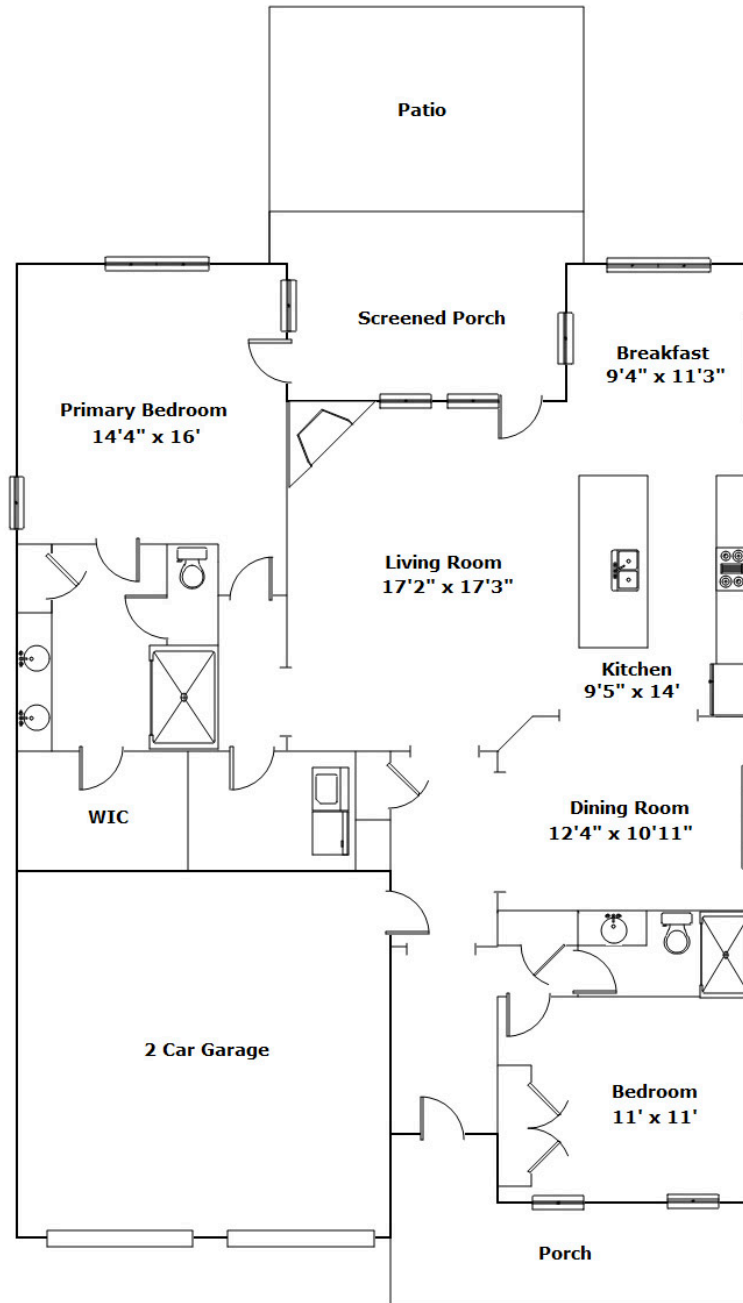 Patio
Screened Porch
Breakfast
9'4" x 11'3"
Primary Bedroom
14'4" x 16'
Living Room
17'2" x 17'3"
Kitchen
9'5" x 14'
WIC
Dining Room
12'4" x 10'11"
2 Car Garage
Bedroom
11' x 11'
Porch